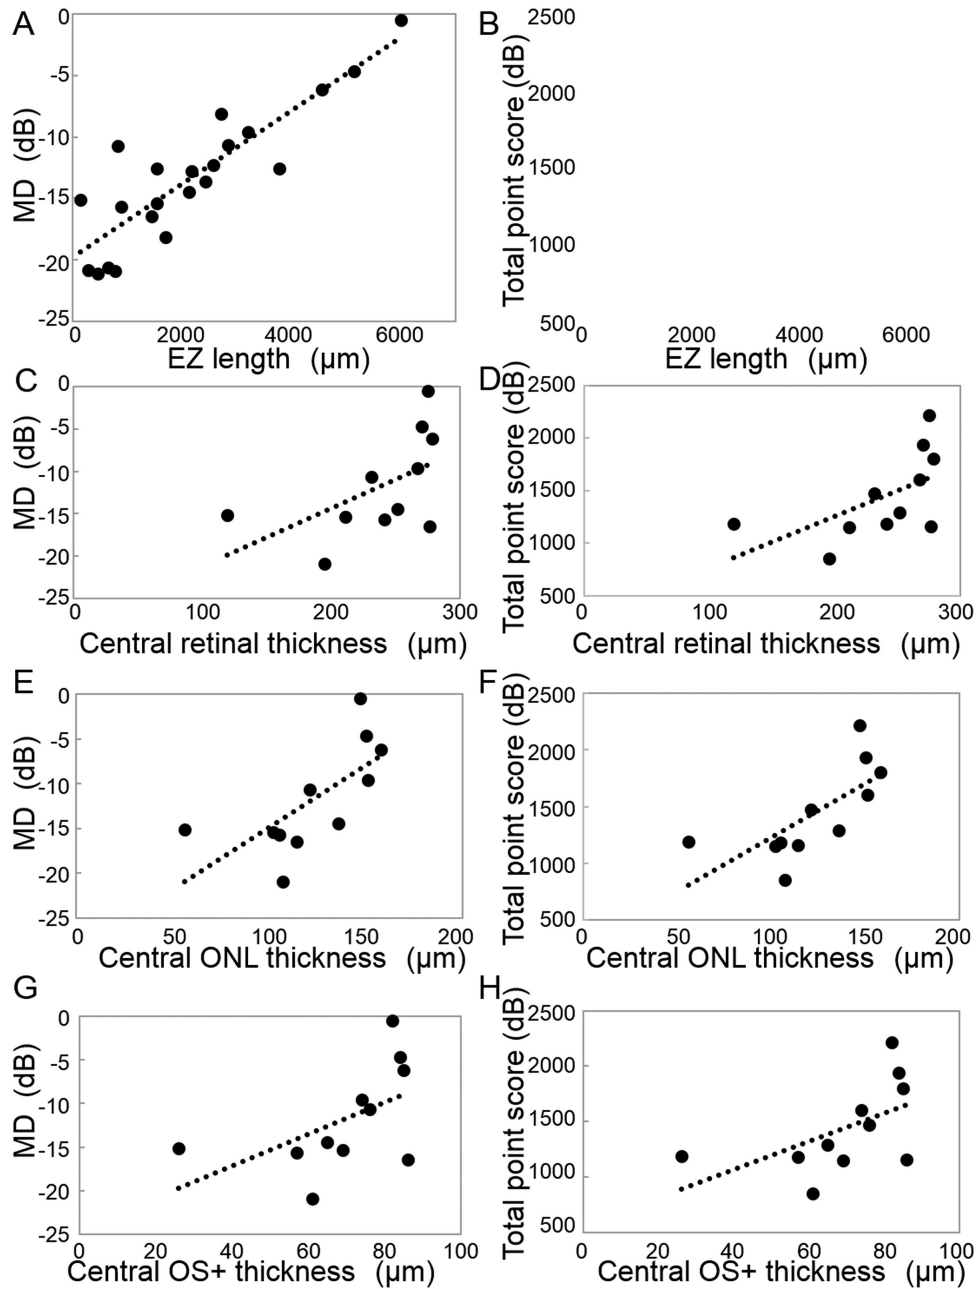 A
MD (dB)
0
-5
-10
-15
-20
-25
0 2000 4000 6000
EZ length (μm)
B
Total point score (dB)
2500
2000
1500
1000
500
0 2000 4000 6000
EZ length (μm)
C
MD (dB)
0
-5
-10
-15
-20
-25
0 100 200 300
Central retinal thickness (μm)
D
Total point score (dB)
2500
2000
1500
1000
500
0 100 200 300
Central retinal thickness (μm)
E
MD (dB)
0
-5
-10
-15
-20
-25
0 50 100 150 200
Central ONL thickness (μm)
F
Total point score (dB)
2500
2000
1500
1000
500
0 50 100 150 200
Central ONL thickness (μm)
G
MD (dB)
0
-5
-10
-15
-20
-25
0 20 40 60 80 100
Central OS+ thickness (μm)
H
Total point score (dB)
2500
2000
1500
1000
500
0 20 40 60 80 100
Central OS+ thickness (μm)